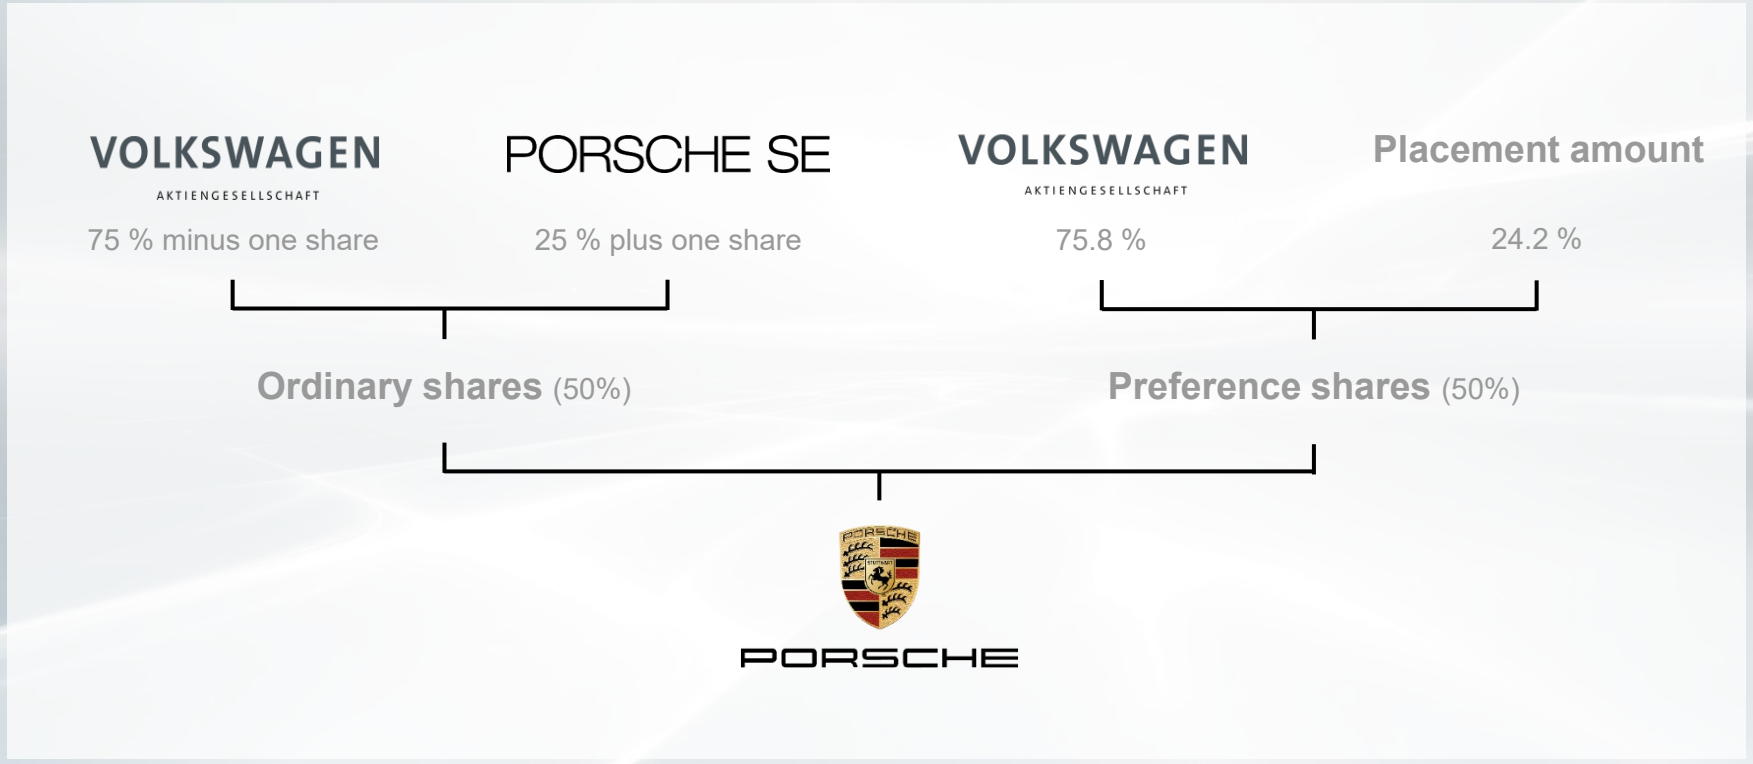 VOLKSWAGEN
AKTIENGESELLSCHAFT
75 % minus one share
PORSCHE SE
25 % plus one share
VOLKSWAGEN
AKTIENGESELLSCHAFT
75.8 %
Placement amount
24.2 %
Ordinary shares (50%)
Preference shares (50%)
PORSCHE
STUTTGART
PORSCHE